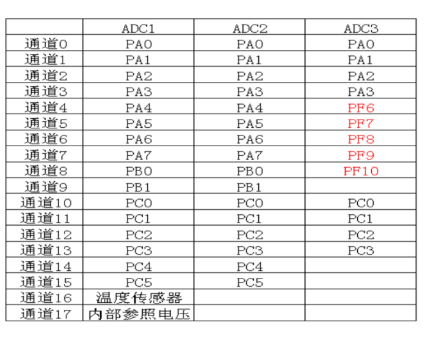 ADC1 ADC2 ADC3
通道0 PA0 PA0 PA0
通道1 PA1 PA1 PA1
通道2 PA2 PA2 PA2
通道3 PA3 PA3 PA3
通道4 PA4 PA4 PF6
通道5 PA5 PA5 PF7
通道6 PA6 PA6 PF8
通道7 PA7 PA7 PF9
通道8 PB0 PB0 PF10
通道9 PB1 PB1
通道10 PC0 PC0 PC0
通道11 PC1 PC1 PC1
通道12 PC2 PC2 PC2
通道13 PC3 PC3 PC3
通道14 PC4 PC4
通道15 PC5 PC5
通道16 温度传感器
通道17 内部参照电压